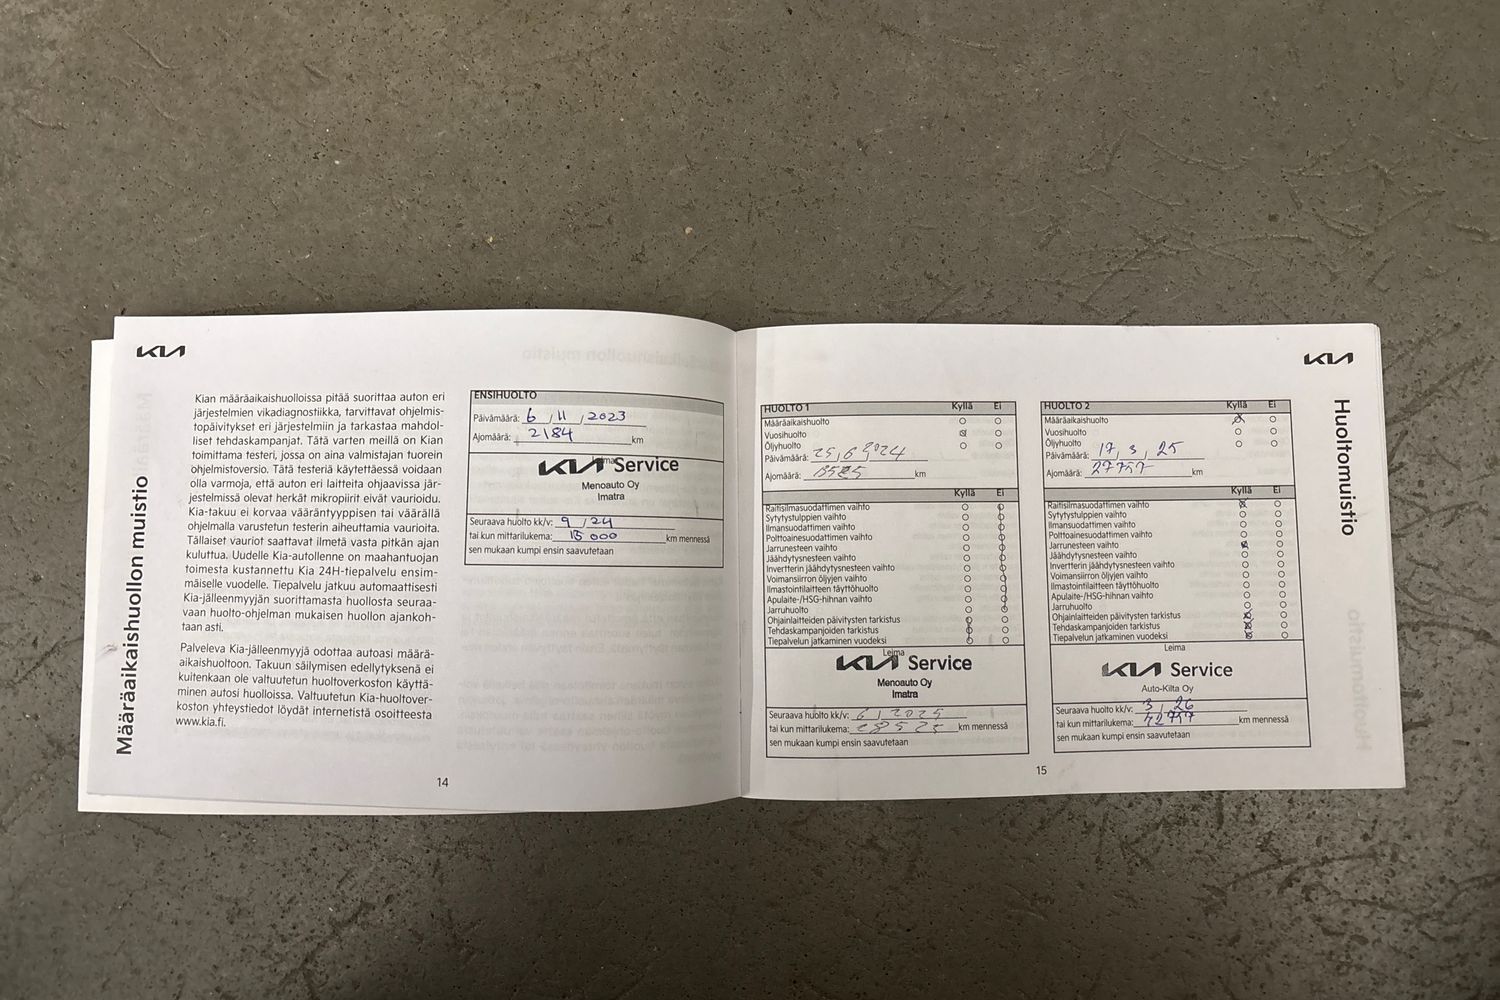 KIA
Määräaikaishuollon muistio
Kian määräaikaishuolloissa pitää suorittaa auton eri
järjestelmien vikadiagnostiikka, tarvittavat ohjelmis-
topäivitykset eri järjestelmiin ja tarkastaa mahdol-
liset tehdaskampanjat. Tätä varten meillä on Kian
toimittama testeri, jossa on aina valmistajan tuorein
ohjelmistoversio. Tätä testeriä käytettäessä voidaan
olla varmoja, että auton eri laitteita ohjaavissa jär-
jestelmissä olevat herkät mikropiirit eivät vaurioidu.
Kia-takuu ei korvaa vääräntyyppisen tai väärällä
ohjelmalla varustetun testerin aiheuttamia vaurioita.
Tällaiset vauriot saattavat ilmetä vasta pitkän ajan
kuluttua. Uudelle Kia-autollenne on maahantuojan
toimesta kustannettu Kia 24H-tiepalvelu ensim-
mäiselle vuodelle. Tiepalvelu jatkuu automaattisesti
Kia-jälleenmyyjän suorittamasta huollosta seuraa-
vaan huolto-ohjelman mukaisen huollon ajankoh-
taan asti.
Palveleva Kia-jälleenmyyjä odottaa autoasi määrä-
aikaishuoltoon. Takuun säilymisen edellytyksenä ei
kuitenkaan ole valtuutetun huoltoverkoston käyttä-
minen autosi huolloissa. Valtuutetun Kia-huoltover-
koston yhteystiedot löydät internetistä osoitteesta
www.kia.fi.
ENSIHUOLTO
Päivämäärä: 6 / 11 / 2023
Ajomäärä: 2184 km
Leima
KIA Service
Menoauto Oy
Imatra
Seuraava huolto kk/v: 9 / 24
tai kun mittarilukema: 15 000 km mennessä
sen mukaan kumpi ensin saavutetaan
14
HUOLTO 1 Kyllä Ei
Määräaikaishuolto
Vuosihuolto
Öljyhuolto
Päivämäärä: 25,6,2024
Ajomäärä: km
Kyllä Ei
Raitisilmasuodattimen vaihto
Sytytystulppien vaihto
Ilmansuodattimen vaihto
Polttoainesuodattimen vaihto
Jarrunesteen vaihto
Jäähdytysnesteen vaihto
Invertterin jäähdytysnesteen vaihto
Voimansiirron öljyjen vaihto
Ilmastointilaitteen täyttöhuolto
Apulaite-/HSG-hihnan vaihto
Jarruhuolto
Ohjainlaitteiden päivitysten tarkistus
Tehdaskampanjoiden tarkistus
Tiepalvelun jatkaminen vuodeksi
Leima
KIA Service
Menoauto Oy
Imatra
Seuraava huolto kk/v: 6 / 2025
tai kun mittarilukema: km mennessä
sen mukaan kumpi ensin saavutetaan
KIA
Huoltomuistio
HUOLTO 2 Kyllä Ei
Määräaikaishuolto
Vuosihuolto
Öljyhuolto
Päivämäärä: 17, 3, 25
Ajomäärä: 27757 km
Kyllä Ei
Raitisilmasuodattimen vaihto
Sytytystulppien vaihto
Ilmansuodattimen vaihto
Polttoainesuodattimen vaihto
Jarrunesteen vaihto
Jäähdytysnesteen vaihto
Invertterin jäähdytysnesteen vaihto
Voimansiirron öljyjen vaihto
Ilmastointilaitteen täyttöhuolto
Apulaite-/HSG-hihnan vaihto
Jarruhuolto
Ohjainlaitteiden päivitysten tarkistus
Tehdaskampanjoiden tarkistus
Tiepalvelun jatkaminen vuodeksi
Leima
KIA Service
Auto-Kilta Oy
Seuraava huolto kk/v: 3 / 26
tai kun mittarilukema: 42757 km mennessä
sen mukaan kumpi ensin saavutetaan
15